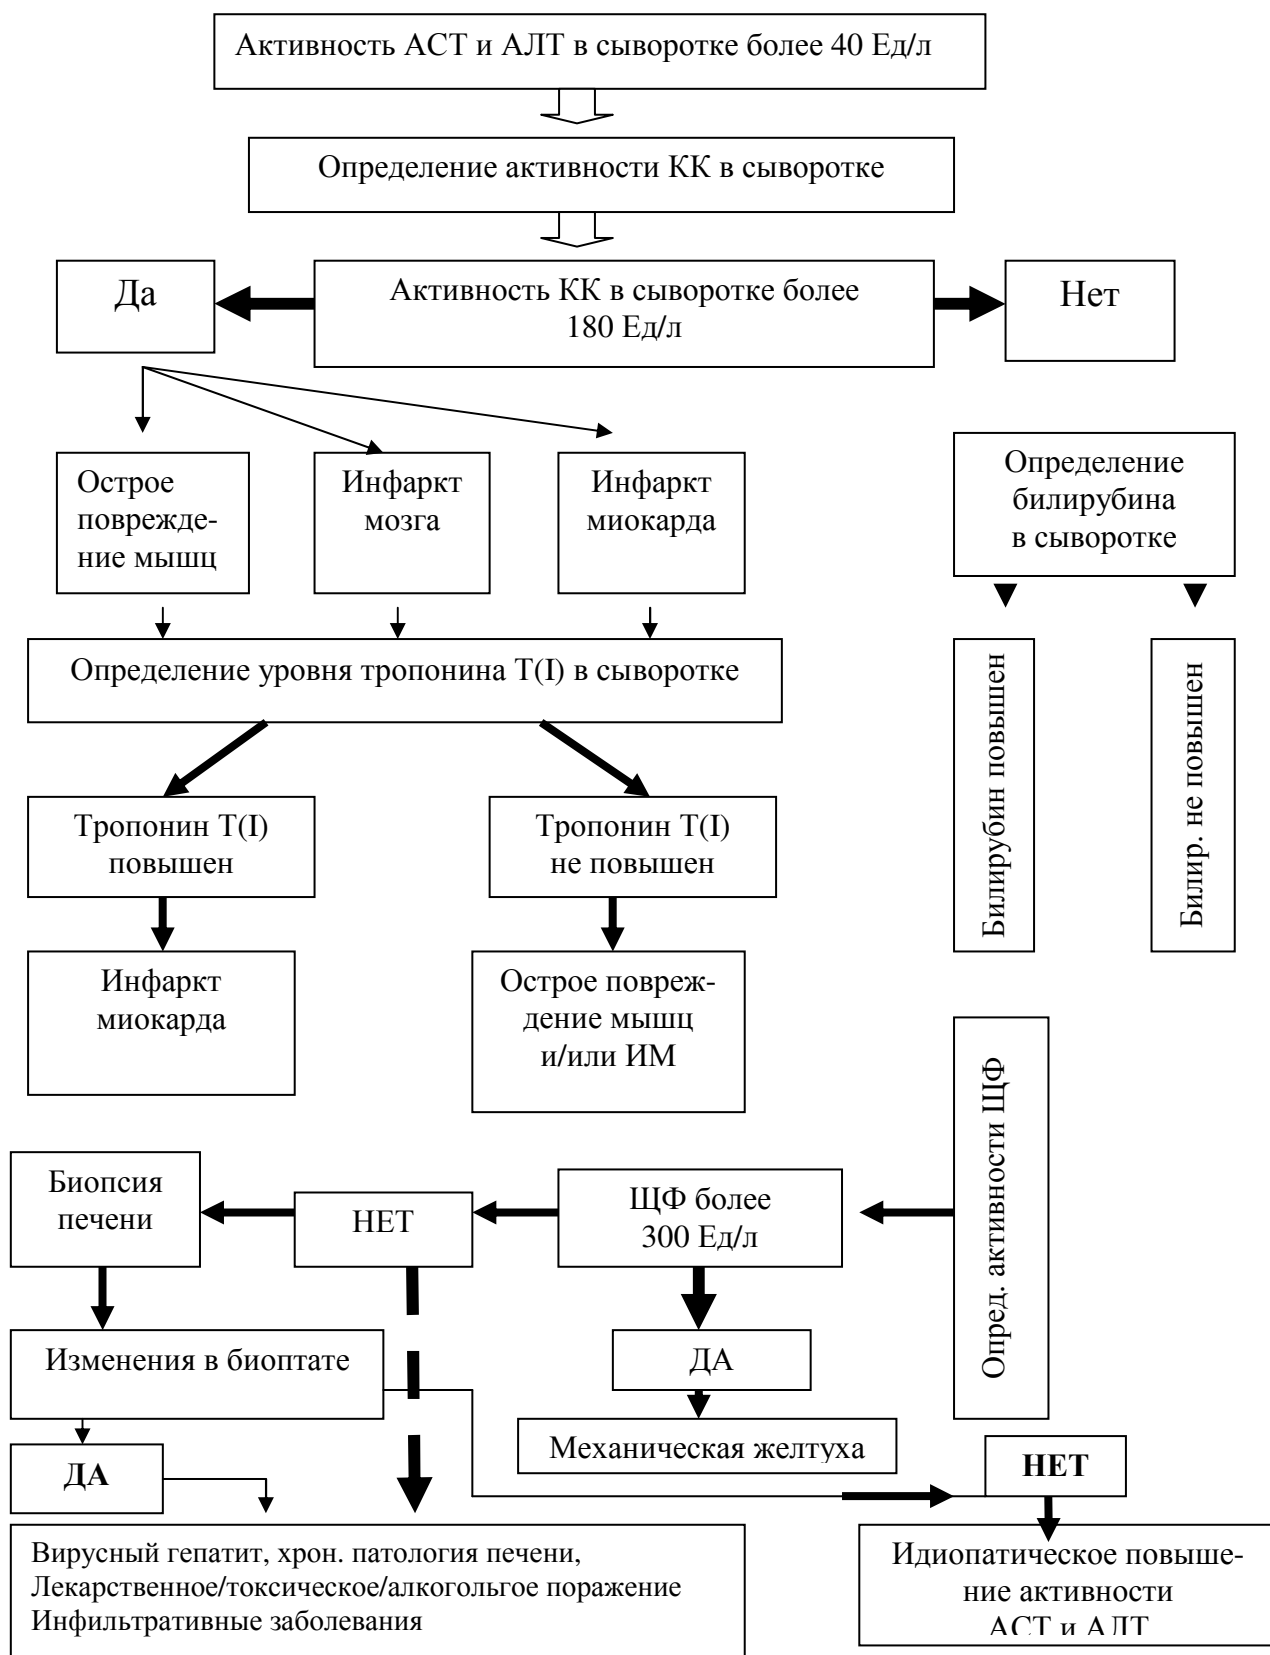 Активность АСТ и АЛТ в сыворотке более 40 Ед/л
Определение активности КК в сыворотке
Да
Активность КК в сыворотке более
180 Ед/л
Нет
Острое
поврежде-
ние мышц
Инфаркт
мозга
Инфаркт
миокарда
Определение
билирубина
в сыворотке
Определение уровня тропонина Т(I) в сыворотке
Билирубин повышен
Билир. не повышен
Тропонин Т(I)
повышен
Тропонин Т(I)
не повышен
Инфаркт
миокарда
Острое повреж-
дение мышц
и/или ИМ
Опред. активности ЩФ
Биопсия
печени
НЕТ
ЩФ более
300 Ед/л
Изменения в биоптате
ДА
Механическая желтуха
ДА
НЕТ
Вирусный гепатит, хрон. патология печени,
Лекарственное/токсическое/алкогольгое поражение
Инфильтративные заболевания
Идиопатическое повыше-
ние активности
АСТ и АЛТ